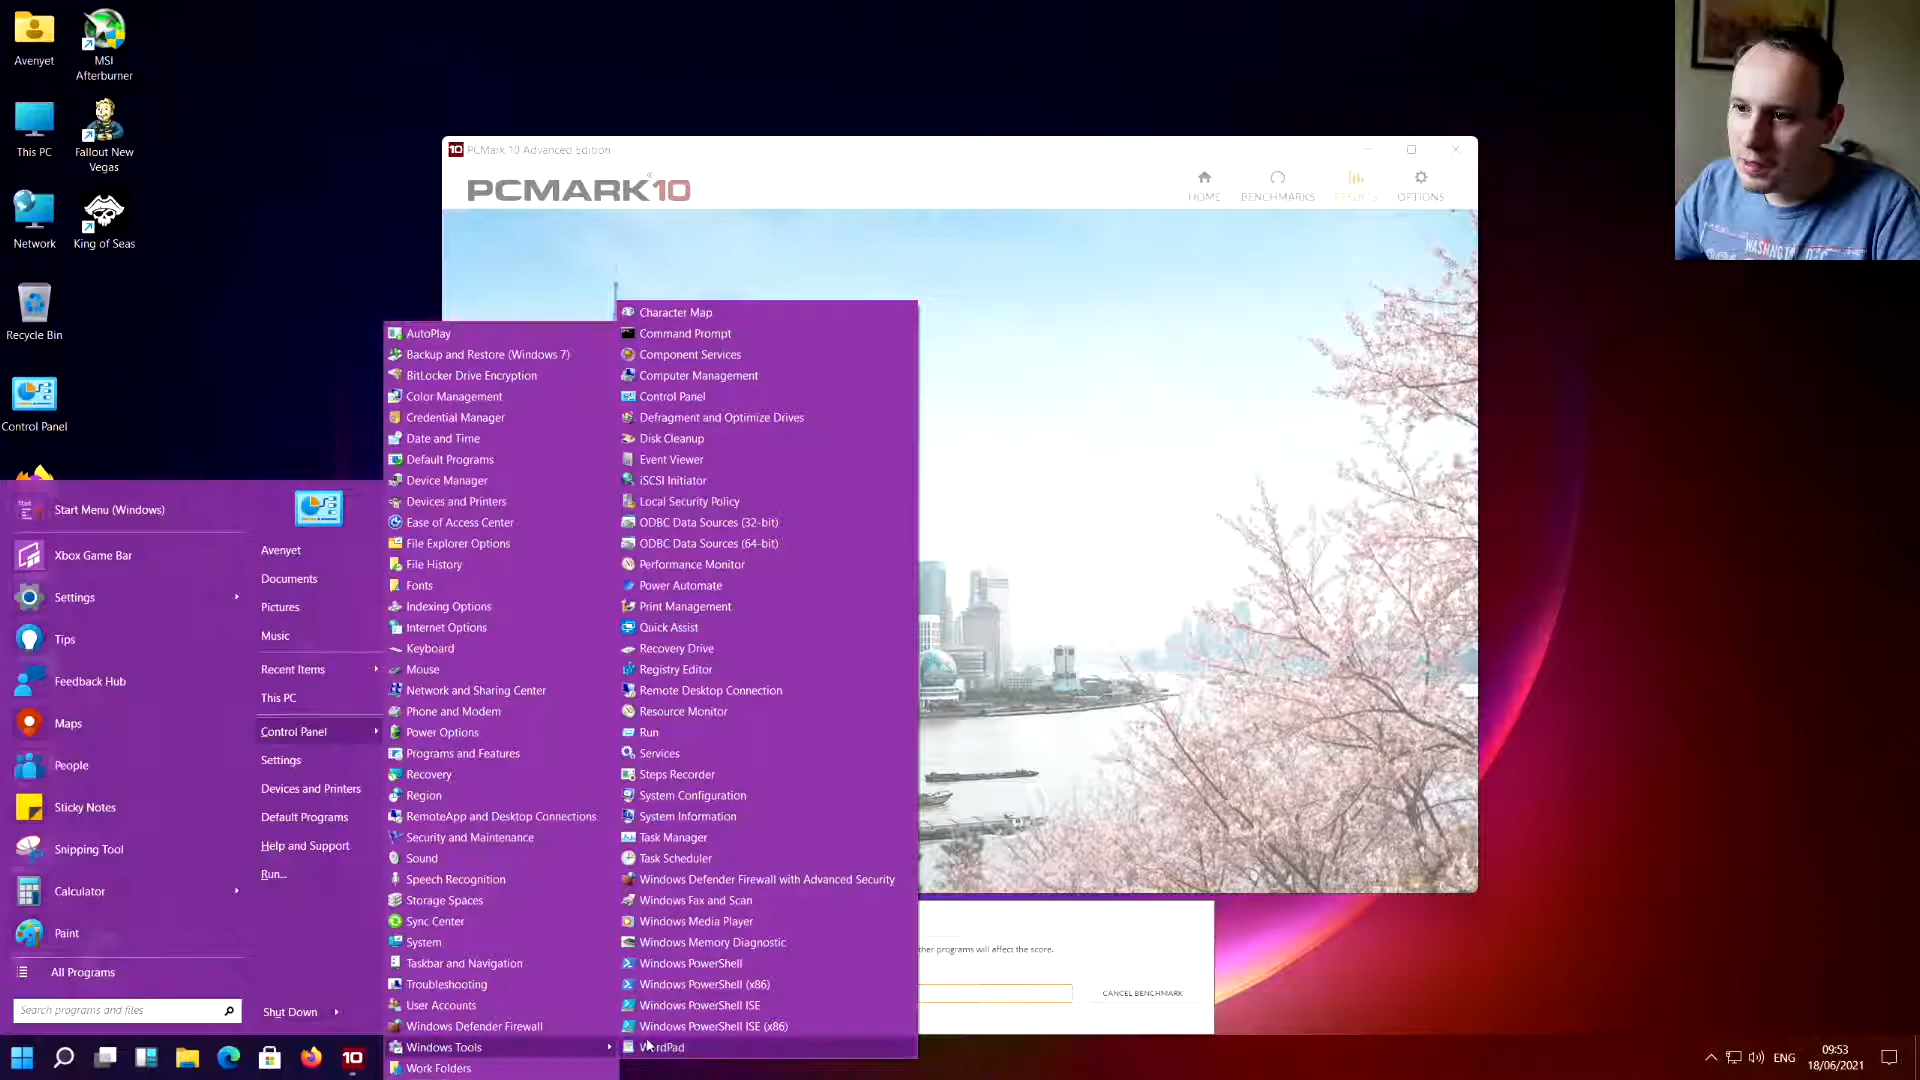 Avenyet
MSI
Afterburner
This PC
Fallout New
Vegas
Network
King of Seas
Recycle Bin
Control Panel
10 PCMark 10 Advanced Edition
PCMARK 10
HOME
BENCHMARKS
RESULTS
OPTIONS
WASHINGTON
Start Menu (Windows)
Xbox Game Bar
Settings
Tips
Feedback Hub
Maps
People
Sticky Notes
Snipping Tool
Calculator
Paint
All Programs
Search programs and files
Avenyet
Documents
Pictures
Music
Recent Items
This PC
Control Panel
Settings
Devices and Printers
Default Programs
Help and Support
Run...
Shut Down
AutoPlay
Backup and Restore (Windows 7)
BitLocker Drive Encryption
Color Management
Credential Manager
Date and Time
Default Programs
Device Manager
Devices and Printers
Ease of Access Center
File Explorer Options
File History
Fonts
Indexing Options
Internet Options
Keyboard
Mouse
Network and Sharing Center
Phone and Modem
Power Options
Programs and Features
Recovery
Region
RemoteApp and Desktop Connections
Security and Maintenance
Sound
Speech Recognition
Storage Spaces
Sync Center
System
Taskbar and Navigation
Troubleshooting
User Accounts
Windows Defender Firewall
Windows Tools
Work Folders
Character Map
Command Prompt
Component Services
Computer Management
Control Panel
Defragment and Optimize Drives
Disk Cleanup
Event Viewer
iSCSI Initiator
Local Security Policy
ODBC Data Sources (32-bit)
ODBC Data Sources (64-bit)
Performance Monitor
Power Automate
Print Management
Quick Assist
Recovery Drive
Registry Editor
Remote Desktop Connection
Resource Monitor
Run
Services
Steps Recorder
System Configuration
System Information
Task Manager
Task Scheduler
Windows Defender Firewall with Advanced Security
Windows Fax and Scan
Windows Media Player
Windows Memory Diagnostic
Windows PowerShell
Windows PowerShell (x86)
Windows PowerShell ISE
Windows PowerShell ISE (x86)
WordPad
ther programs will affect the score.
CANCEL BENCHMARK
10
ENG
09:53
18/06/2021